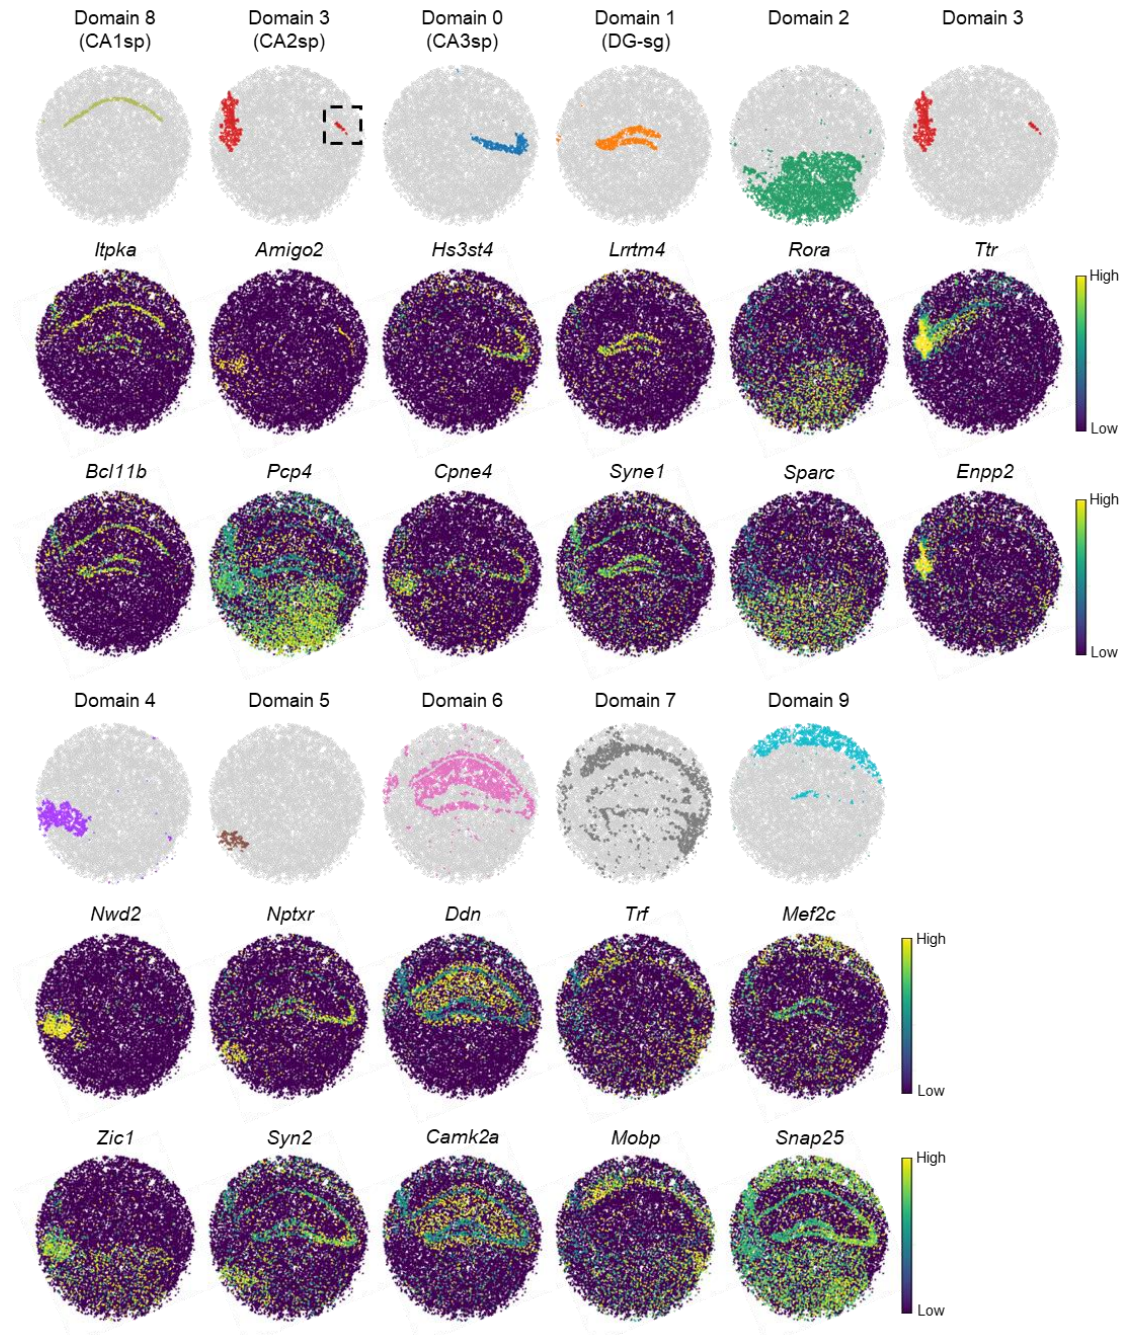 Domain 8 Domain 3 Domain 0 Domain 1 Domain 2 Domain 3
(CA1sp) (CA2sp) (CA3sp) (DG-sg)
Itpka Amigo2 Hs3st4 Lrrtm4 Rora Ttr
High
Low
Bcl11b Pcp4 Cpne4 Syne1 Sparc Enpp2
High
Low
Domain 4 Domain 5 Domain 6 Domain 7 Domain 9
Nwd2 Nptxr Ddn Trf Mef2c
High
Low
Zic1 Syn2 Camk2a Mobp Snap25
High
Low